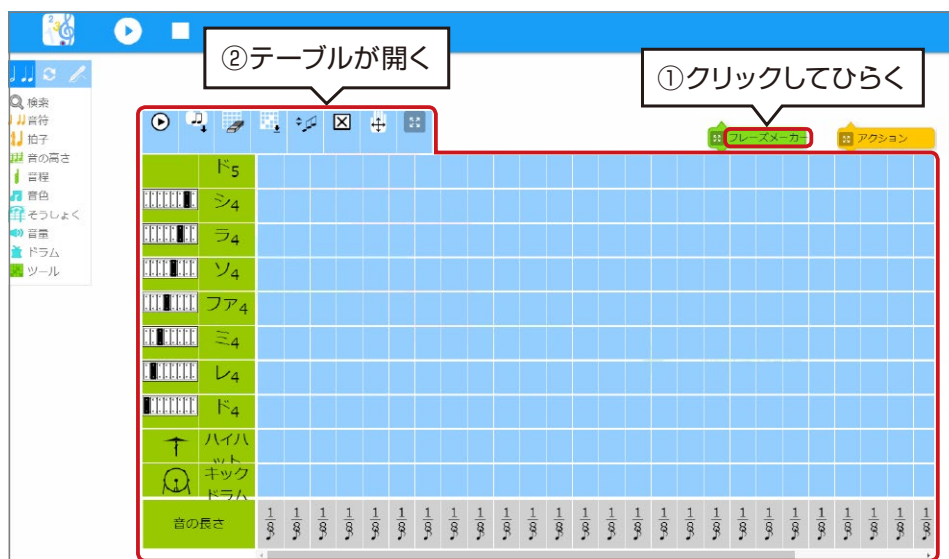 ②テーブルが開く
①クリックしてひらく
検索
音符
拍子
音の高さ
音程
音色
そうしょく
音量
ドラム
ツール
フレーズメーカー
アクション
ド5
シ4
ラ4
ソ4
ファ4
ミ4
レ4
ド4
ハイハ
ット
キック
ドラム
音の長さ 1/8 1/8 1/8 1/8 1/8 1/8 1/8 1/8 1/8 1/8 1/8 1/8 1/8 1/8 1/8 1/8 1/8 1/8 1/8 1/8 1/8 1/8 1/8 1/8 1/8 1/8